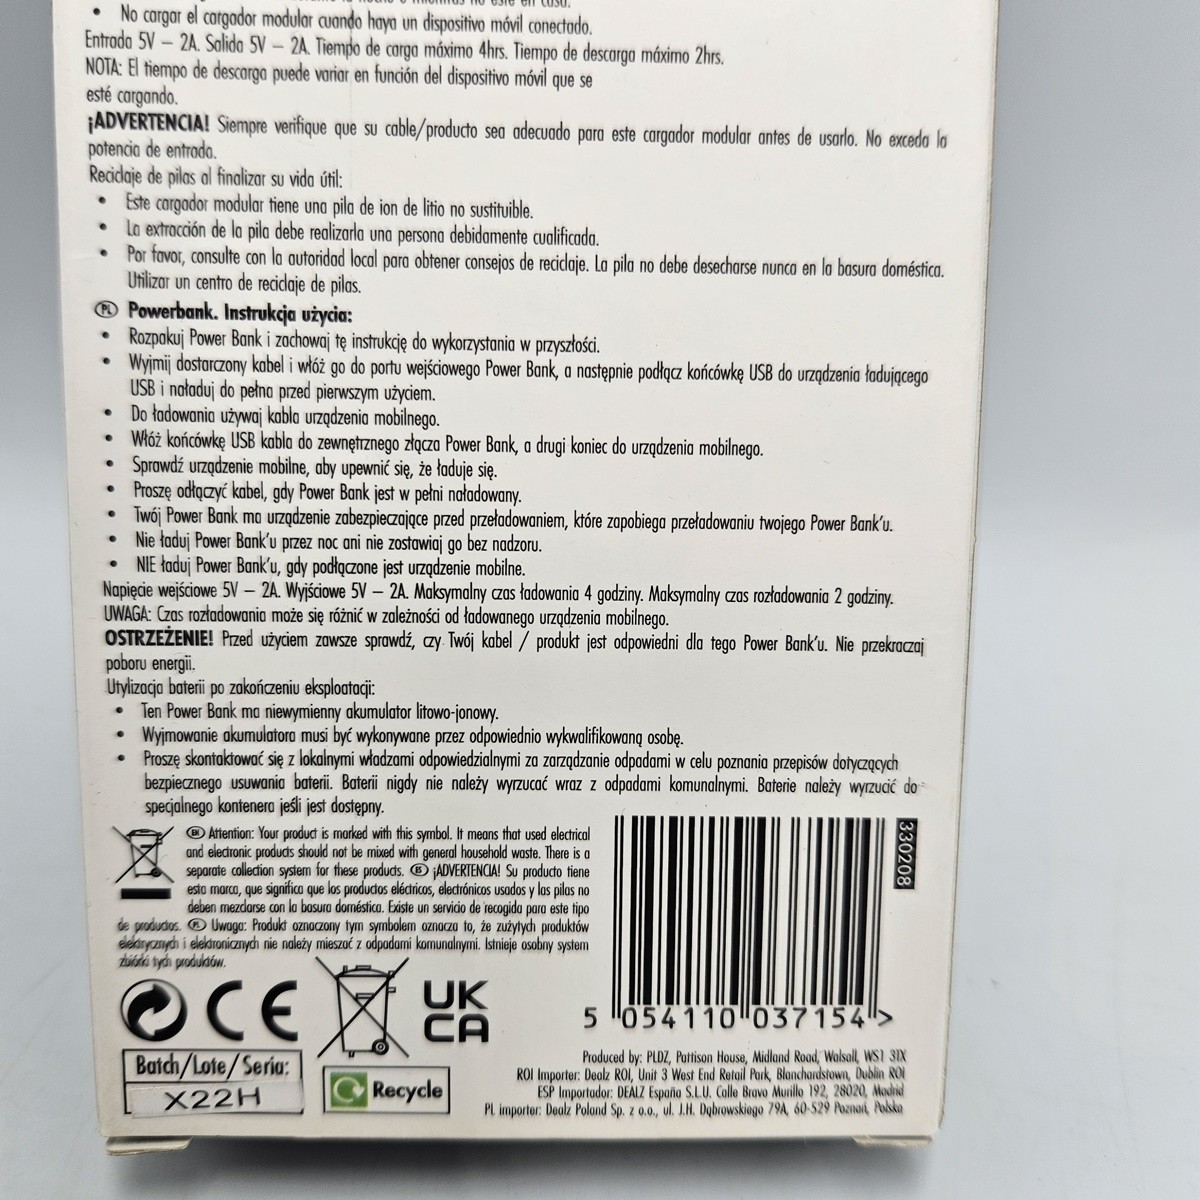 • No cargar el cargador modular cuando haya un dispositivo móvil conectado.
Entrada 5V – 2A. Salida 5V – 2A. Tiempo de carga máximo 4hrs. Tiempo de descarga máximo 2hrs.
NOTA: El tiempo de descarga puede variar en función del dispositivo móvil que se
esté cargando.
¡ADVERTENCIA! Siempre verifique que su cable/producto sea adecuado para este cargador modular antes de usarlo. No exceda la
potencia de entrada.
Reciclaje de pilas al finalizar su vida útil:
• Este cargador modular tiene una pila de ion de litio no sustituible.
• La extracción de la pila debe realizarla una persona debidamente cualificada.
• Por favor, consulte con la autoridad local para obtener consejos de reciclaje. La pila no debe desecharse nunca en la basura doméstica.
Utilizar un centro de reciclaje de pilas.
PL Powerbank. Instrukcja użycia:
• Rozpakuj Power Bank i zachowaj tę instrukcję do wykorzystania w przyszłości.
• Wyjmij dostarczony kabel i włóż go do portu wejściowego Power Bank, a następnie podłącz końcówkę USB do urządzenia ładującego
USB i naładuj do pełna przed pierwszym użyciem.
• Do ładowania używaj kabla urządzenia mobilnego.
• Włóż końcówkę USB kabla do zewnętrznego złącza Power Bank, a drugi koniec do urządzenia mobilnego.
• Sprawdź urządzenie mobilne, aby upewnić się, że ładuje się.
• Proszę odłączyć kabel, gdy Power Bank jest w pełni naładowany.
• Twój Power Bank ma urządzenie zabezpieczające przed przeładowaniem, które zapobiega przeładowaniu twojego Power Bank'u.
• Nie ładuj Power Bank'u przez noc ani nie zostawiaj go bez nadzoru.
• NIE ładuj Power Bank'u, gdy podłączone jest urządzenie mobilne.
Napięcie wejściowe 5V – 2A. Wyjściowe 5V – 2A. Maksymalny czas ładowania 4 godziny. Maksymalny czas rozładowania 2 godziny.
UWAGA: Czas rozładowania może się różnić w zależności od ładowanego urządzenia mobilnego.
OSTRZEŻENIE! Przed użyciem zawsze sprawdź, czy Twój kabel / produkt jest odpowiedni dla tego Power Bank'u. Nie przekraczaj
poboru energii.
Utylizacja baterii po zakończeniu eksploatacji:
• Ten Power Bank ma niewymienny akumulator litowo-jonowy.
• Wyjmowanie akumulatora musi być wykonywane przez odpowiednio wykwalifikowaną osobę.
• Proszę skontaktować się z lokalnymi władzami odpowiedzialnymi za zarządzanie odpadami w celu poznania przepisów dotyczących
bezpiecznego usuwania baterii. Baterii nigdy nie należy wyrzucać wraz z odpadami komunalnymi. Baterie należy wyrzucić do
specjalnego kontenera jeśli jest dostępny.
EN Attention: Your product is marked with this symbol. It means that used electrical
and electronic products should not be mixed with general household waste. There is a
separate collection system for these products. ES ¡ADVERTENCIA! Su producto tiene
esta marca, que significa que los productos eléctricos, electrónicos usados y las pilas no
deben mezclarse con la basura doméstica. Existe un servicio de recogida para este tipo
de productos. PL Uwaga: Produkt oznaczony tym symbolem oznacza to, że zużytych produktów
elektrycznych i elektronicznych nie należy mieszać z odpadami komunalnymi. Istnieje osobny system
zbiórki tych produktów.
330208
CE
UK
CA
5 054110 037154 >
Batch/Lote/Seria:
X22H
Recycle
Produced by: PLDZ, Pattison House, Midland Road, Walsall, WS1 3TX
ROI Importer: Dealz ROI, Unit 3 West End Retail Park, Blanchardstown, Dublin ROI
ESP Importador: DEALZ España S.L.U. Calle Bravo Murillo 192, 28020, Madrid
PL importer: Dealz Poland Sp. z o.o., ul. J.H. Dąbrowskiego 79A, 60-529 Poznań, Polska